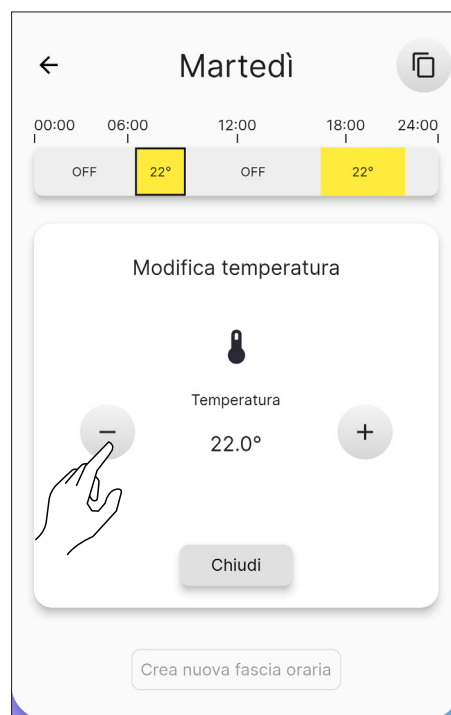 Martedì
00:00 06:00 12:00 18:00 24:00
OFF 22° OFF 22°
Modifica temperatura
Temperatura
22.0°
Chiudi
Crea nuova fascia oraria